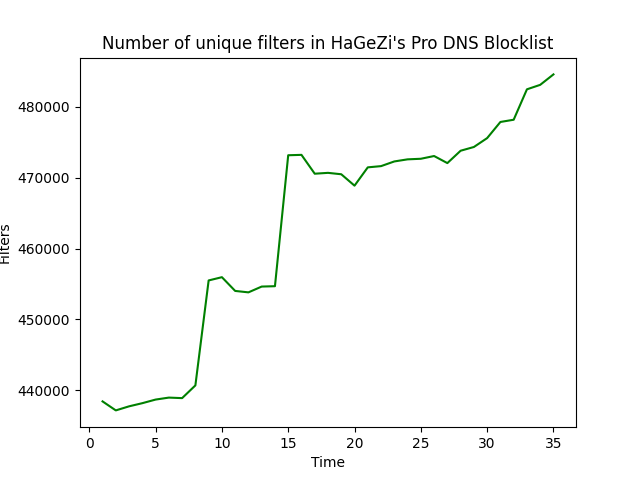 Number of unique filters in HaGeZi's Pro DNS Blocklist
480000
470000
460000
450000
440000
Filters
0 5 10 15 20 25 30 35
Time